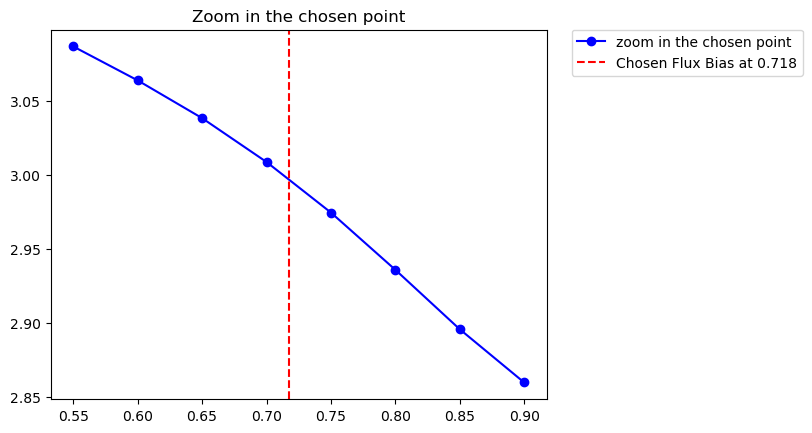 Zoom in the chosen point
zoom in the chosen point
Chosen Flux Bias at 0.718
3.05
3.00
2.95
2.90
2.85
0.55 0.60 0.65 0.70 0.75 0.80 0.85 0.90